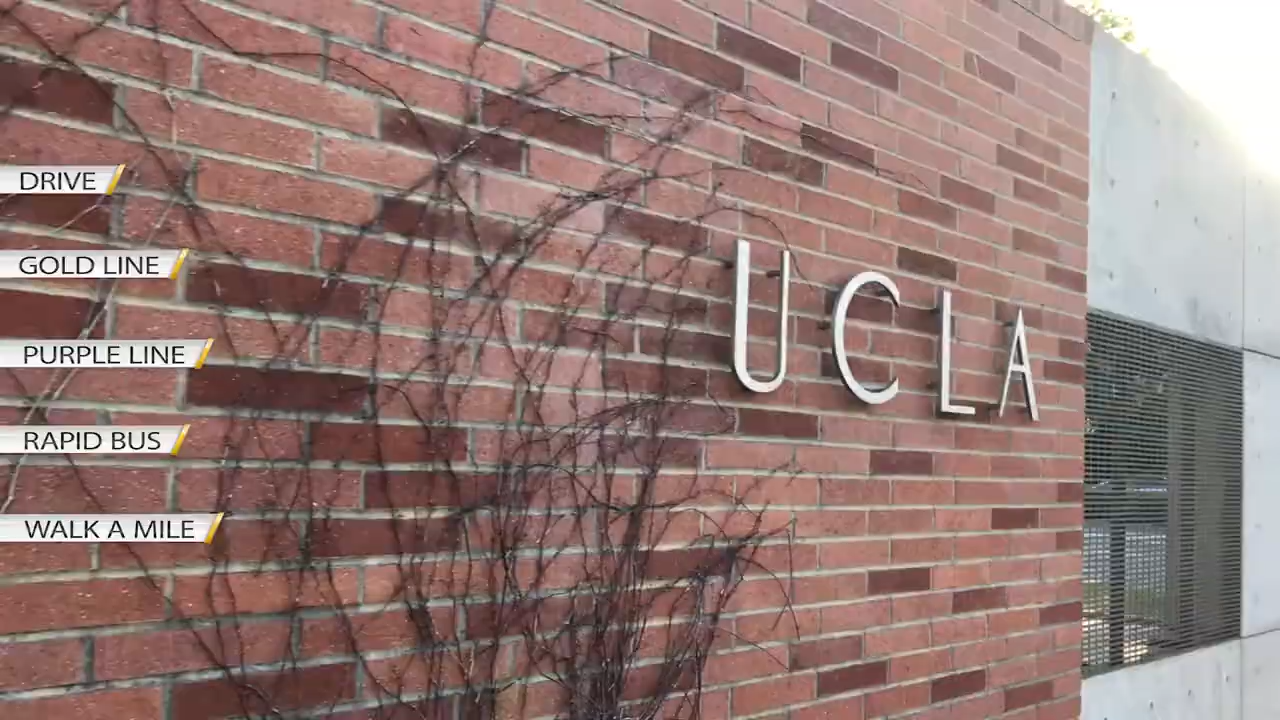 DRIVE
GOLD LINE
PURPLE LINE
RAPID BUS
WALK A MILE
UCLA